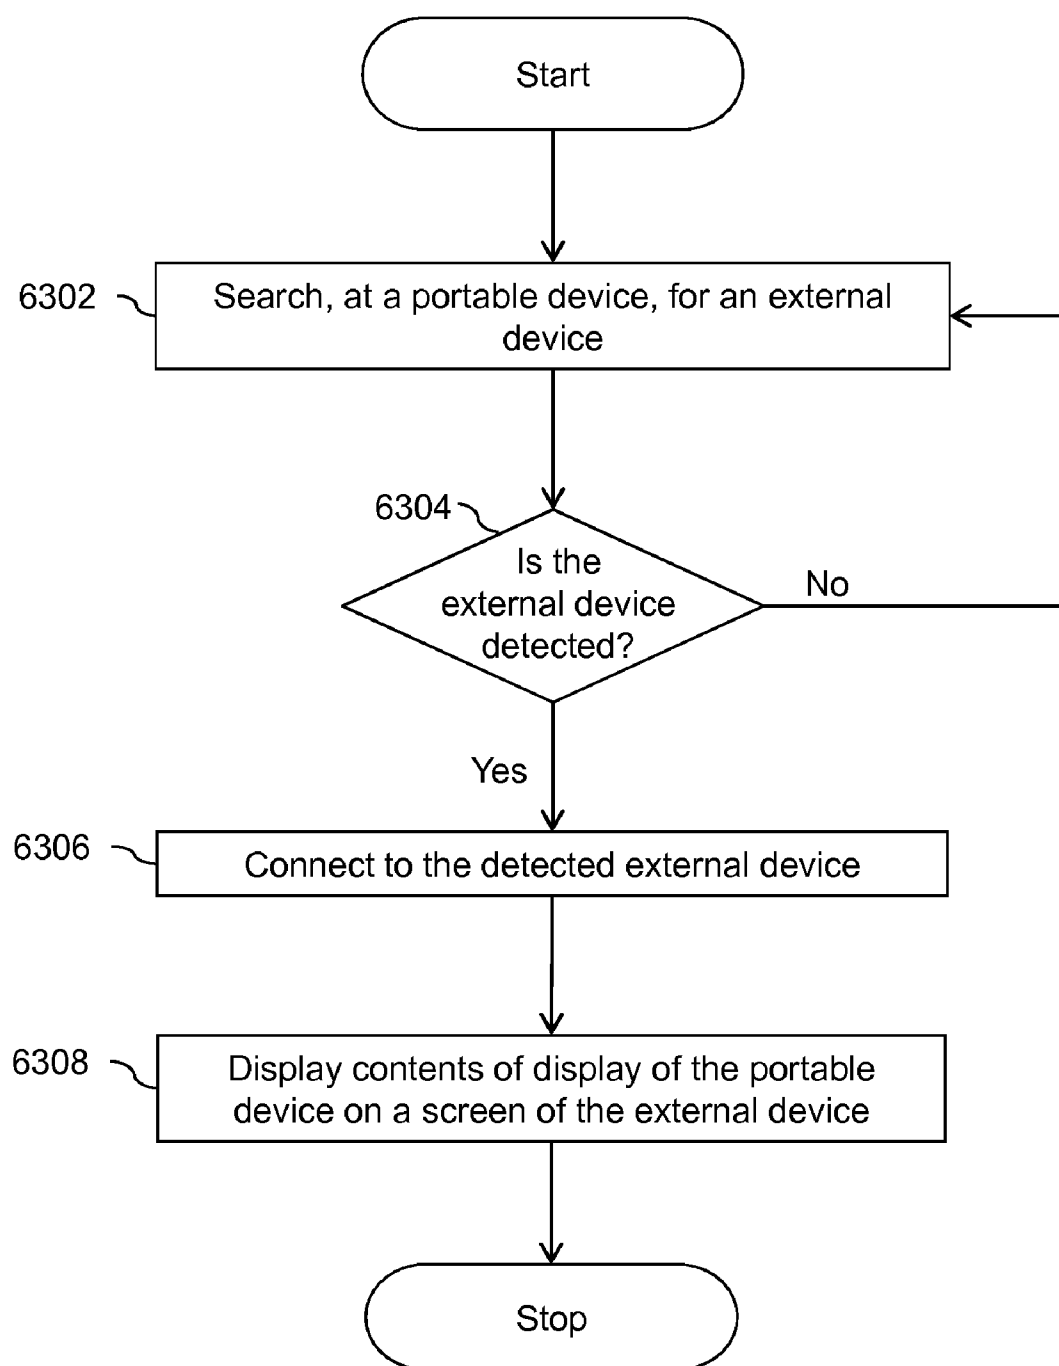 Start
6302
Search, at a portable device, for an external
device
6304
Is the
external device
detected?
No
Yes
6306
Connect to the detected external device
6308
Display contents of display of the portable
device on a screen of the external device
Stop